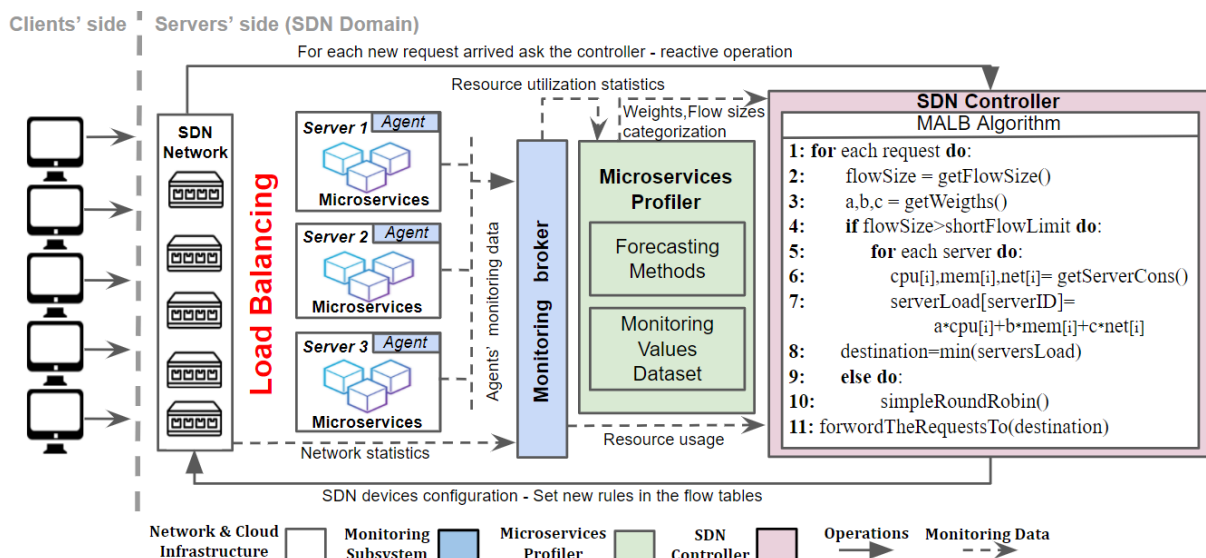 Clients' side
Servers' side (SDN Domain)
For each new request arrived ask the controller - reactive operation
Resource utilization statistics
Weights,Flow sizes
categorization
SDN
Network
Load Balancing
Server 1
Agent
Microservices
Server 2
Agent
Microservices
Server 3
Agent
Microservices
Agents' monitoring data
Monitoring broker
Microservices
Profiler
Forecasting
Methods
Monitoring
Values
Dataset
SDN Controller
MALB Algorithm
1: for each request do:
2: flowSize = getFlowSize()
3: a,b,c = getWeigths()
4: if flowSize>shortFlowLimit do:
5: for each server do:
6: cpu[i],mem[i],net[i]= getServerCons()
7: serverLoad[serverID]=
a*cpu[i]+b*mem[i]+c*net[i]
8: destination=min(serversLoad)
9: else do:
10: simpleRoundRobin()
11: forwordTheRequestsTo(destination)
Network statistics
Resource usage
SDN devices configuration - Set new rules in the flow tables
Network & Cloud
Infrastructure
Monitoring
Subsystem
Microservices
Profiler
SDN
Controller
Operations
Monitoring Data